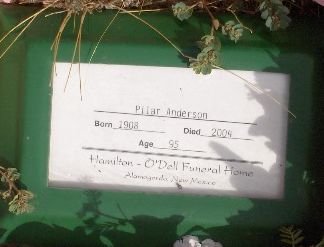 Pilar Anderson
Born 1908 Died 2004
Age 95
Hamilton - O'Dell Funeral Home
Alamogordo, New Mexico